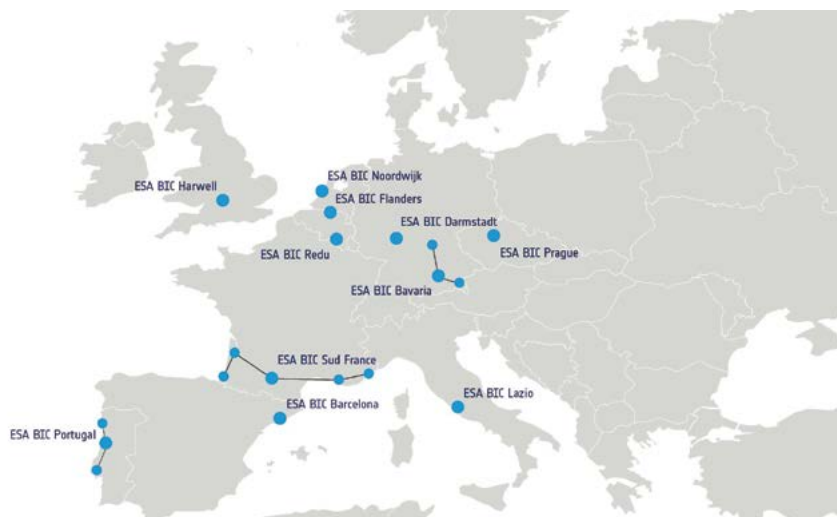 ESA BIC Noordwijk
ESA BIC Harwell
ESA BIC Flanders
ESA BIC Darmstadt
ESA BIC Redu
ESA BIC Prague
ESA BIC Bavaria
ESA BIC Sud France
ESA BIC Lazio
ESA BIC Barcelona
ESA BIC Portugal